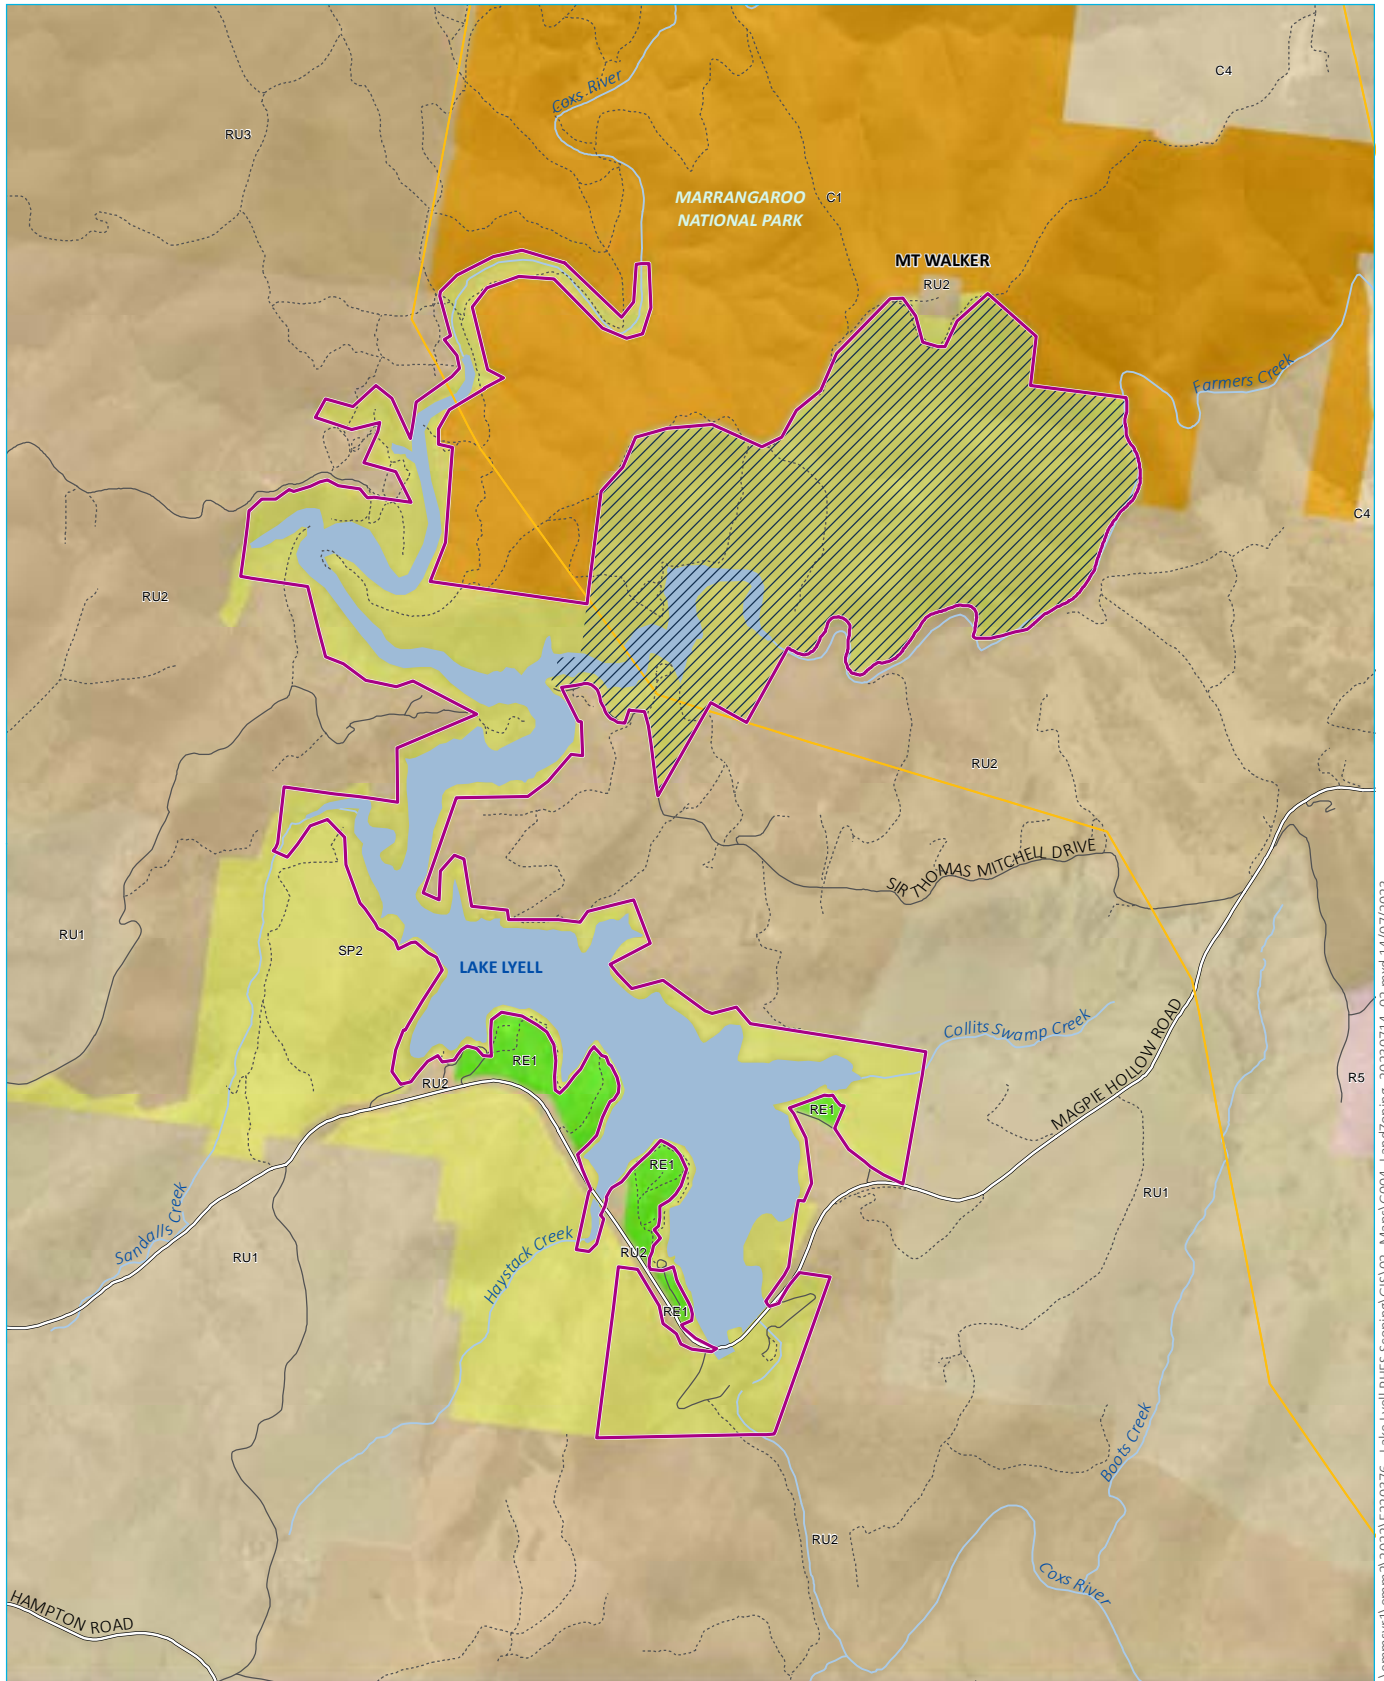 C4
RU3
Coxs River
MARRANGAROO
NATIONAL PARK
C1
MT WALKER
RU2
Farmers Creek
C4
RU2
RU2
SIR THOMAS MITCHELL DRIVE
RU1
SP2
LAKE LYELL
Collits Swamp Creek
MAGPIE HOLLOW ROAD
RE1
RU2
R5
RE1
RE1
RU1
Sandalls Creek
Haystack Creek
RU2
RU1
RE1
Boots Creek
RU2
Coxs River
HAMPTON ROAD